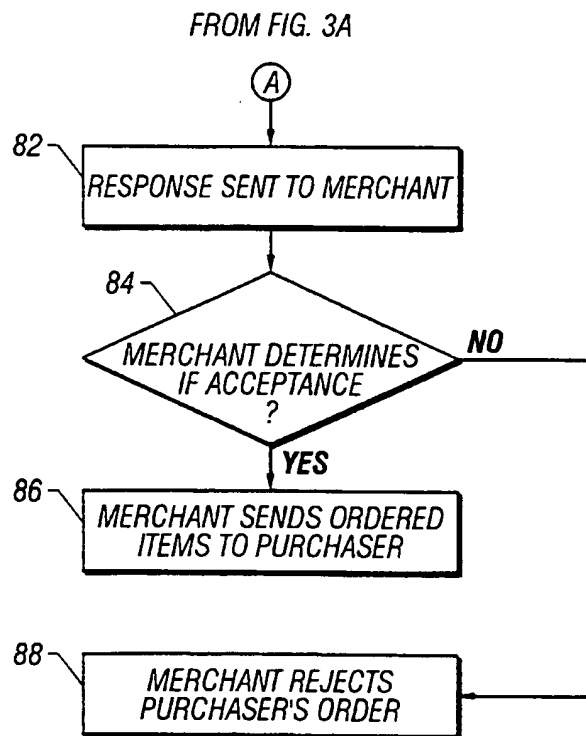 FROM FIG. 3A
A
82
RESPONSE SENT TO MERCHANT
84
MERCHANT DETERMINES
IF ACCEPTANCE
?
NO
YES
86
MERCHANT SENDS ORDERED
ITEMS TO PURCHASER
88
MERCHANT REJECTS
PURCHASER'S ORDER